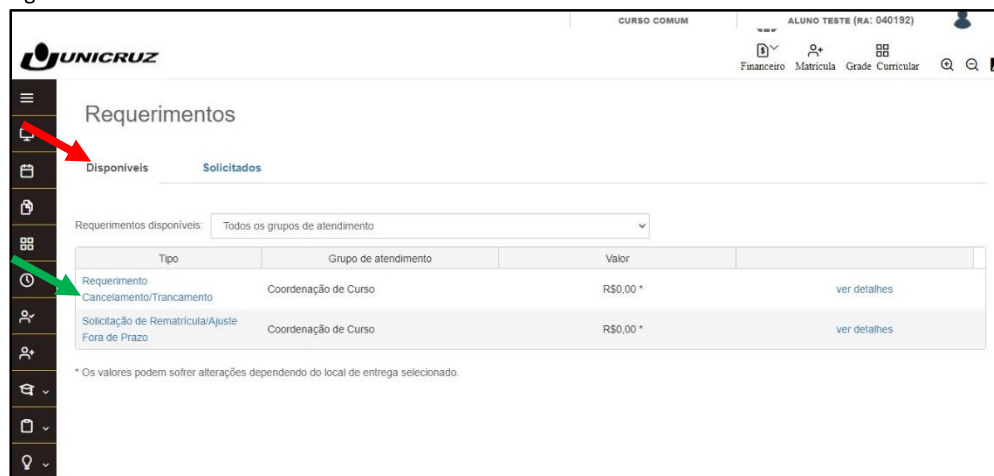 CURSO COMUM
ALUNO TESTE (RA: 040192)
UNICRUZ
Financeiro Matrícula Grade Curricular
Requerimentos
Disponíveis Solicitados
Requerimentos disponíveis: Todos os grupos de atendimento
Tipo Grupo de atendimento Valor
Requerimento
Cancelamento/Trancamento Coordenação de Curso R$0,00 * ver detalhes
Solicitação de Rematrícula/Ajuste
Fora de Prazo Coordenação de Curso R$0,00 * ver detalhes
* Os valores podem sofrer alterações dependendo do local de entrega selecionado.